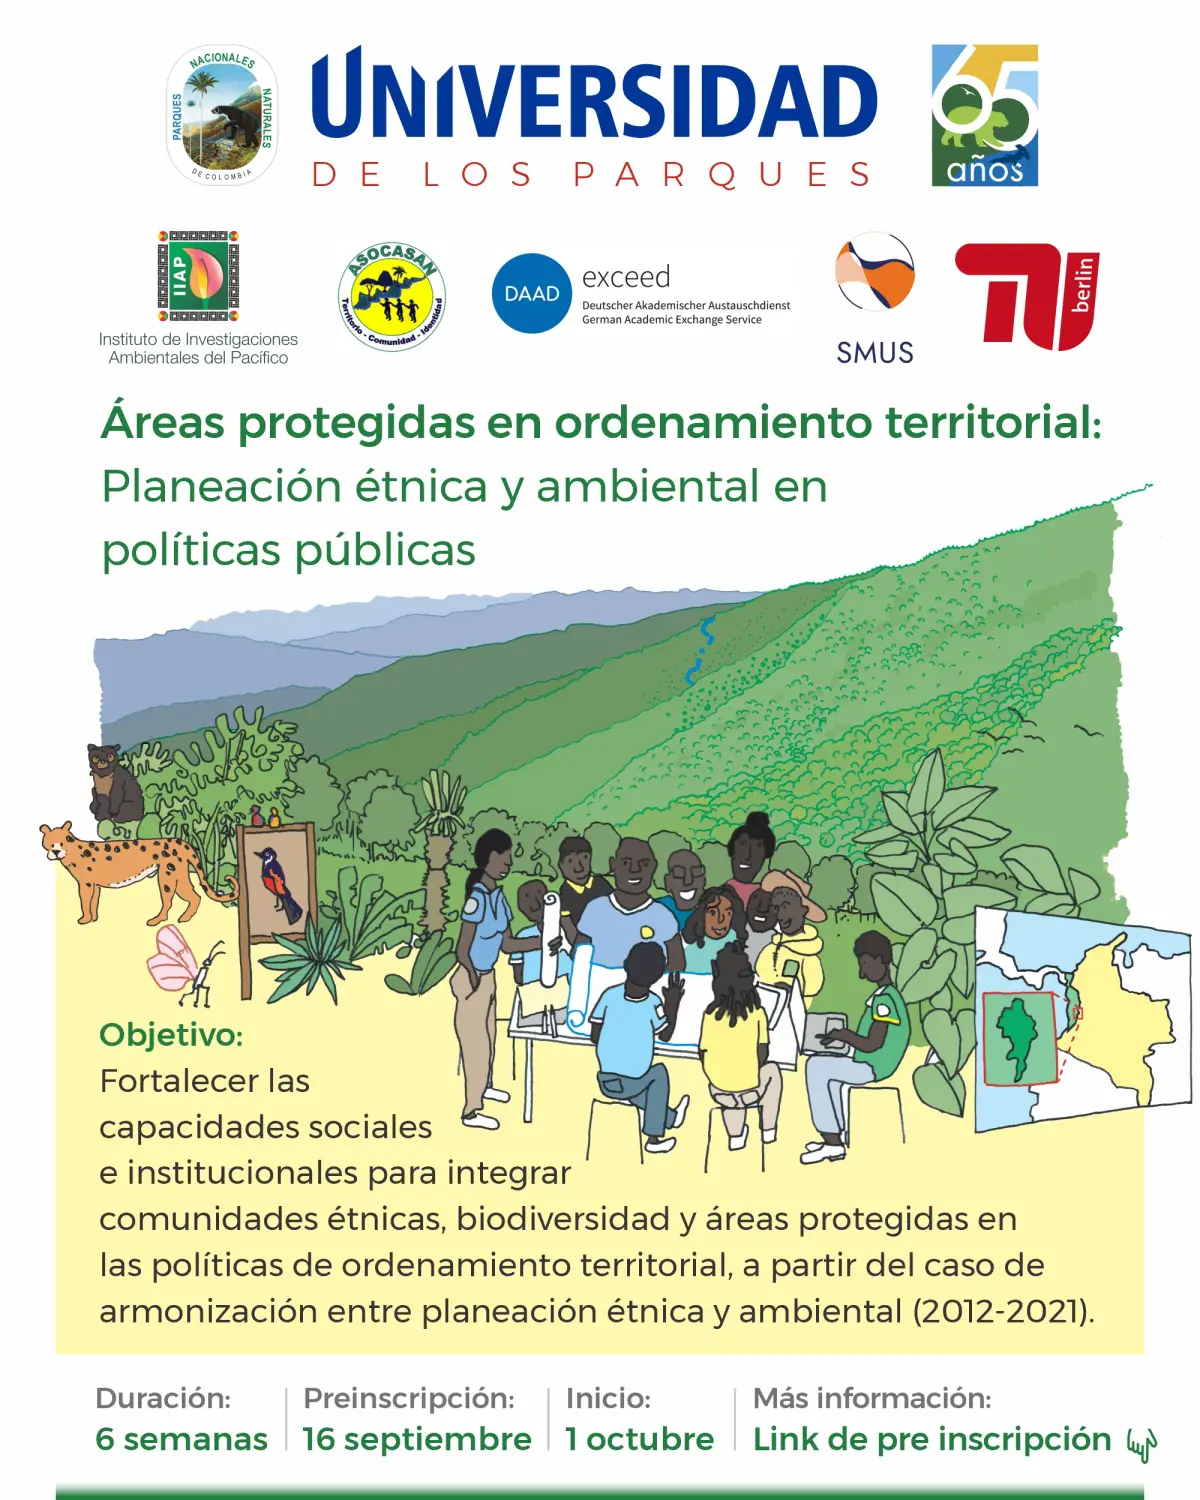 PARQUES NACIONALES NATURALES
DE COLOMBIA
UNIVERSIDAD
DE LOS PARQUES
65
años
IIAP
Instituto de Investigaciones
Ambientales del Pacífico
ASOCASAN
Territorio - Comunidad - Identidad
DAAD
exceed
Deutscher Akademischer Austauschdienst
German Academic Exchange Service
SMUS
TU
berlin
Áreas protegidas en ordenamiento territorial:
Planeación étnica y ambiental en
políticas públicas
Objetivo:
Fortalecer las
capacidades sociales
e institucionales para integrar
comunidades étnicas, biodiversidad y áreas protegidas en
las políticas de ordenamiento territorial, a partir del caso de
armonización entre planeación étnica y ambiental (2012-2021).
Duración:
6 semanas
Preinscripción:
16 septiembre
Inicio:
1 octubre
Más información:
Link de pre inscripción